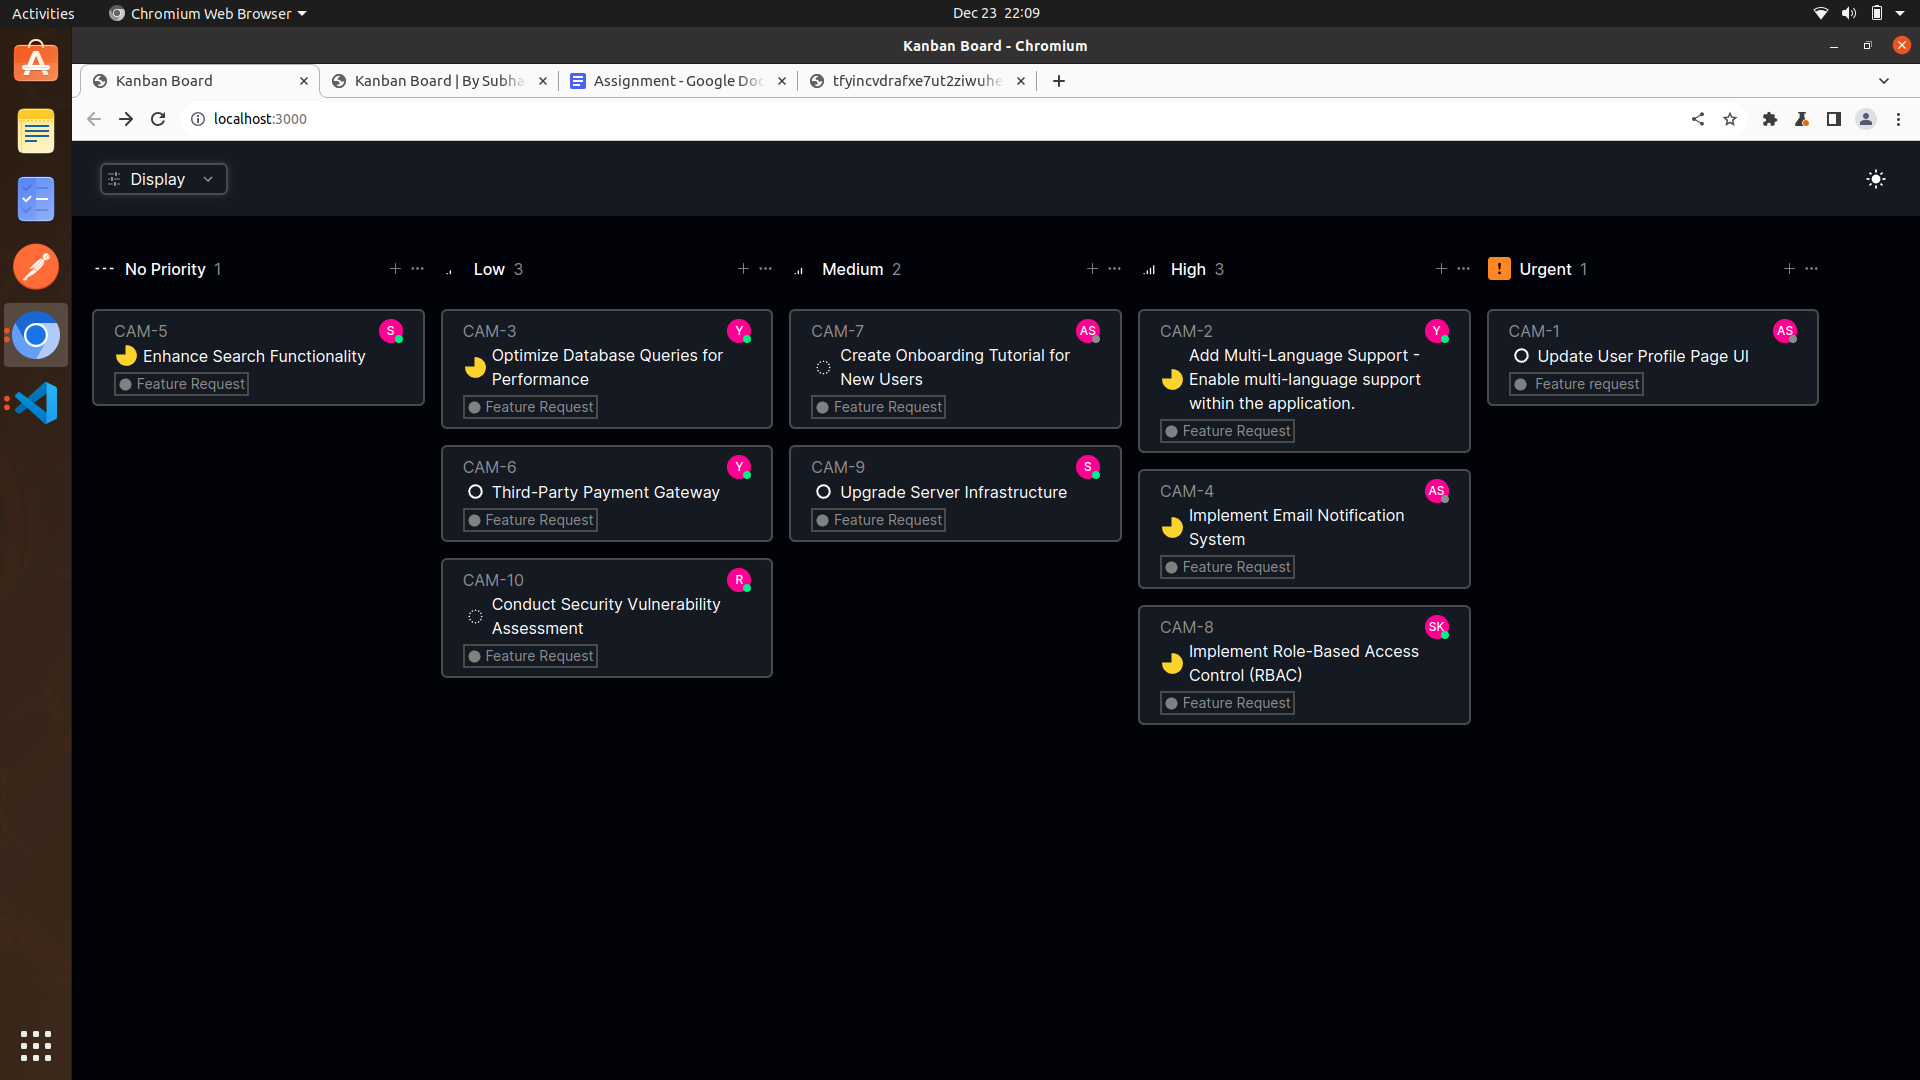 Activities
Chromium Web Browser
Dec 23 22:09
Kanban Board - Chromium
Kanban Board
Kanban Board | By Subha
Assignment - Google Doc
tfyincvdrafxe7ut2ziwuhe
localhost:3000
Display
No Priority 1
Low 3
Medium 2
High 3
! Urgent 1
CAM-5
S
Enhance Search Functionality
Feature Request
CAM-3
Y
Optimize Database Queries for
Performance
Feature Request
CAM-6
Y
Third-Party Payment Gateway
Feature Request
CAM-10
R
Conduct Security Vulnerability
Assessment
Feature Request
CAM-7
AS
Create Onboarding Tutorial for
New Users
Feature Request
CAM-9
S
Upgrade Server Infrastructure
Feature Request
CAM-2
Y
Add Multi-Language Support -
Enable multi-language support
within the application.
Feature Request
CAM-4
AS
Implement Email Notification
System
Feature Request
CAM-8
SK
Implement Role-Based Access
Control (RBAC)
Feature Request
CAM-1
AS
Update User Profile Page UI
Feature request